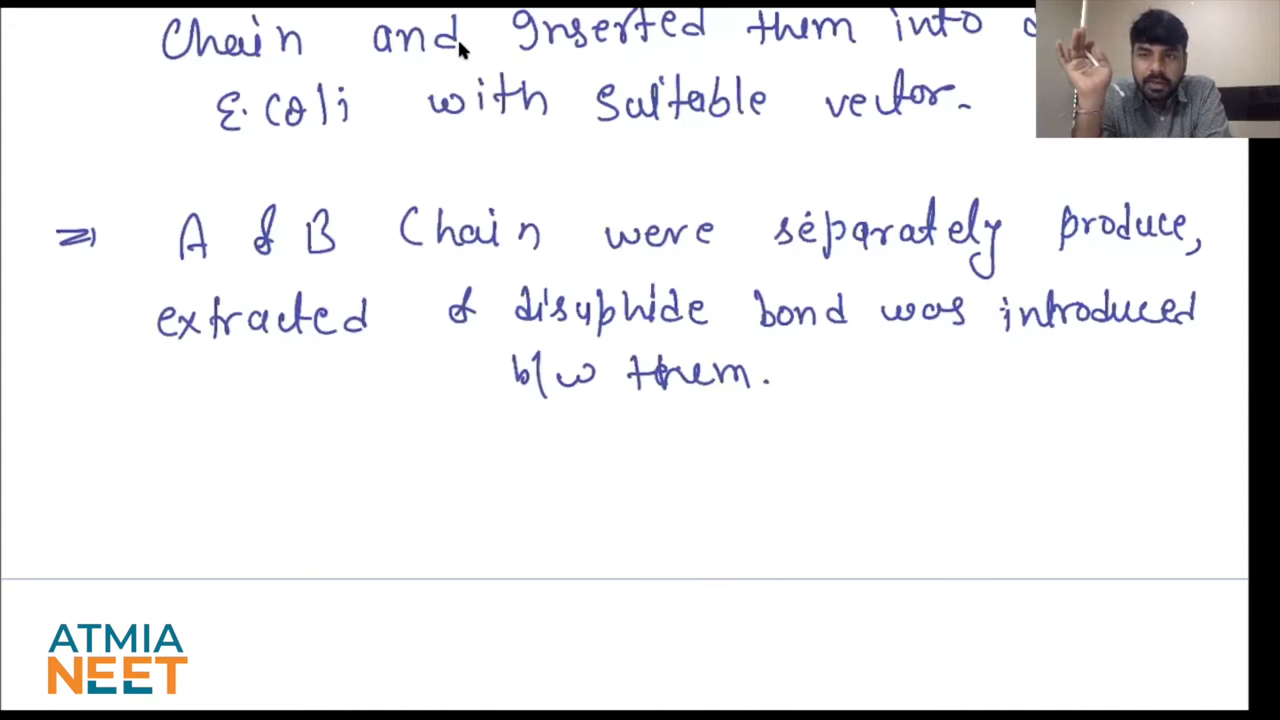 Chain and Inserted them into
E. Coli with suitable vector.
⇒ A & B Chain were separately produce,
extracted & disuphide bond was introduced
b/w them.
ATMIA
NEET